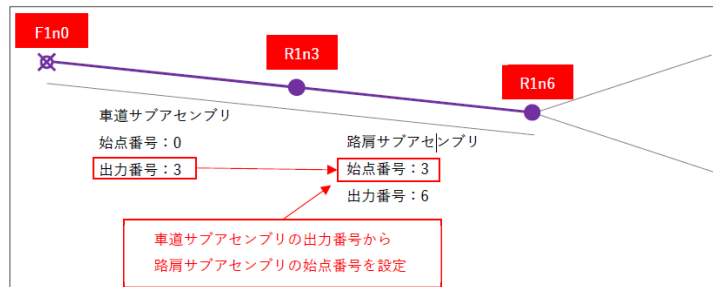 F1n0
R1n3
R1n6
車道サブアセンブリ
始点番号：0
出力番号：3
路肩サブアセンブリ
始点番号：3
出力番号：6
車道サブアセンブリの出力番号から
路肩サブアセンブリの始点番号を設定